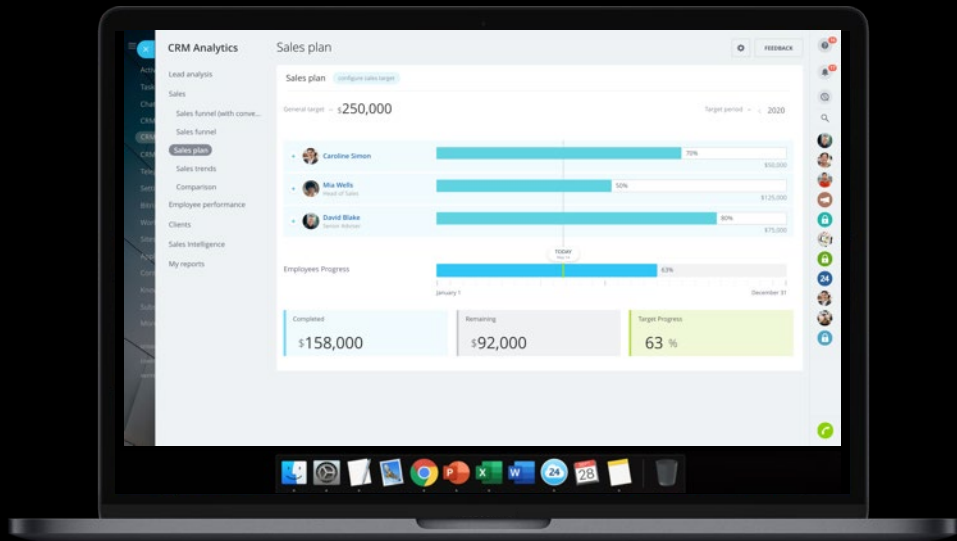 CRM Analytics
Sales plan
FEEDBACK
Lead analysis
Sales
Sales funnel (with conve...
Sales funnel
Sales plan
Sales trends
Comparison
Employee performance
Clients
Sales Intelligence
My reports
Sales plan
configure sales target
General target – $250,000
Target period – < 2020
Caroline Simon
70%
$50,000
Mia Wells
Head of Sales
50%
$125,000
David Blake
Senior Adviser
80%
$75,000
TODAY
Employees Progress
63%
January 1
December 31
Completed
$158,000
Remaining
$92,000
Target Progress
63 %
CRM
CRM
CRM
24
24
28